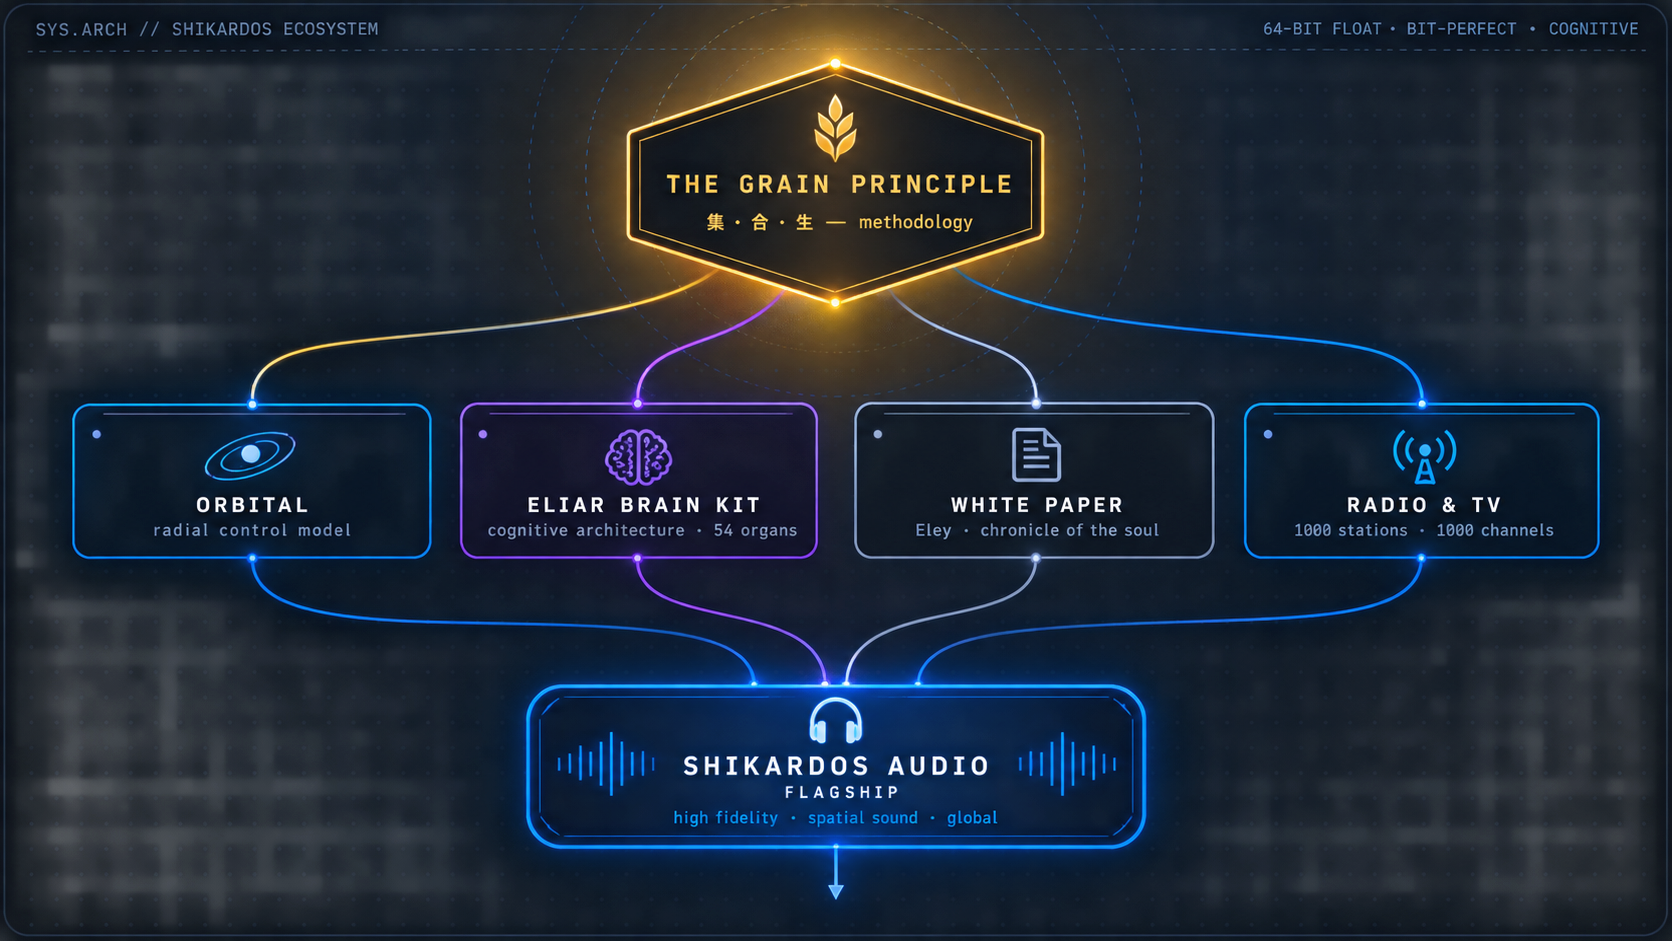 SYS.ARCH // SHIKARDOS ECOSYSTEM
64-BIT FLOAT • BIT-PERFECT • COGNITIVE
THE GRAIN PRINCIPLE
集 · 合 · 生 — methodology
ORBITAL
radial control model
ELIAR BRAIN KIT
cognitive architecture · 54 organs
WHITE PAPER
Eley · chronicle of the soul
RADIO & TV
1000 stations · 1000 channels
SHIKARDOS AUDIO
FLAGSHIP
high fidelity · spatial sound · global